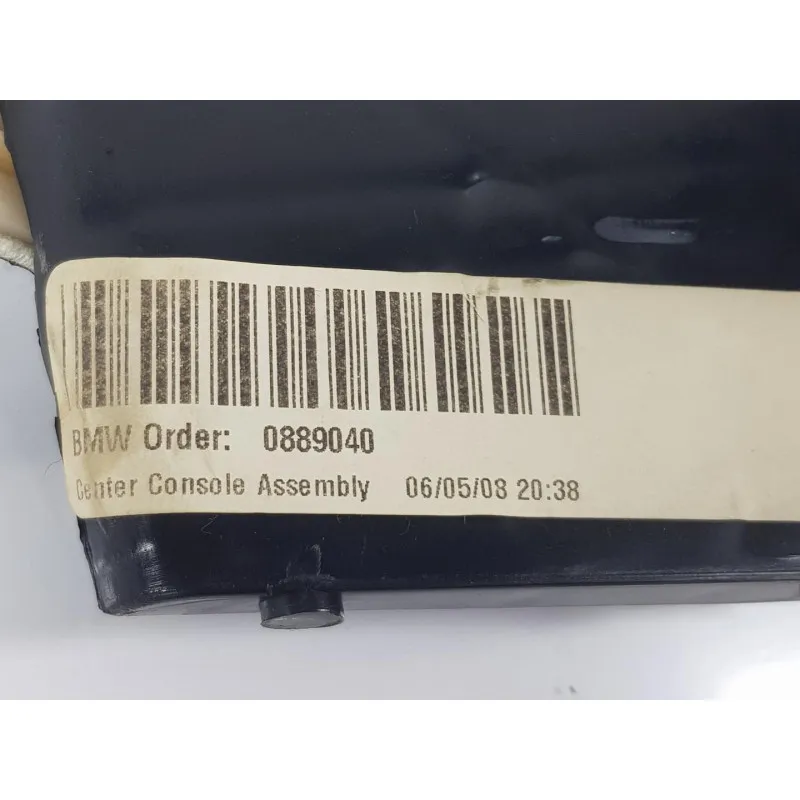 BMW Order: 0889040
Center Console Assembly 06/05/08 20:38